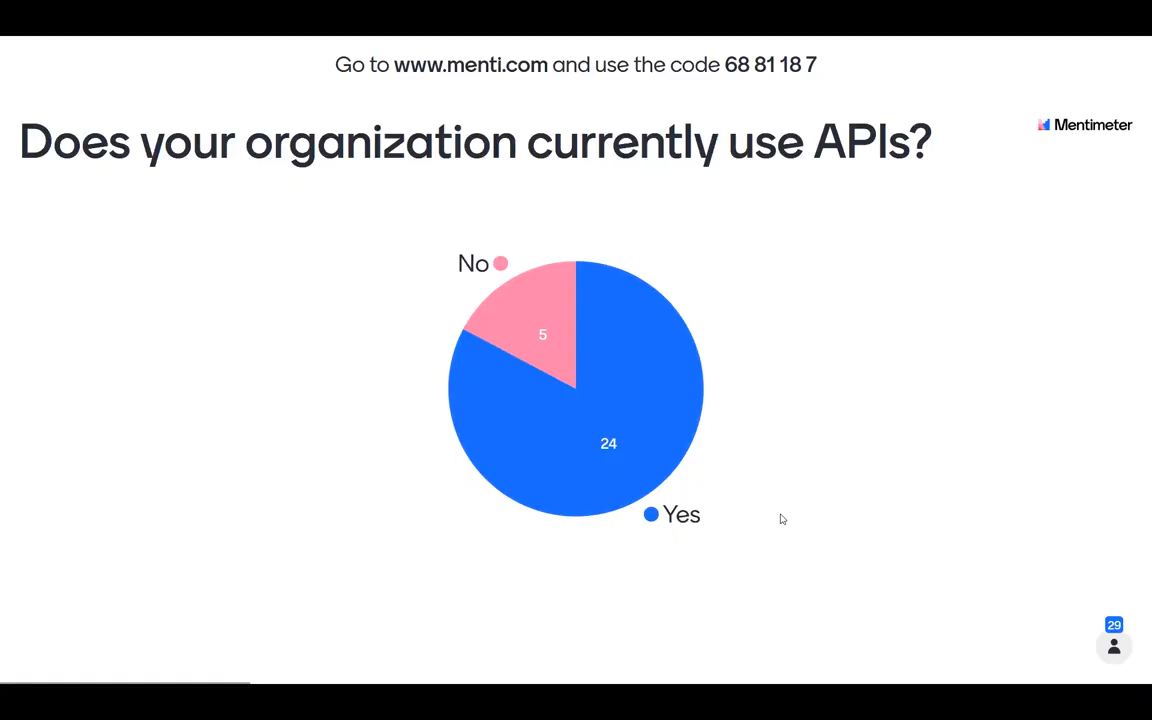 Go to www.menti.com and use the code 68 81 18 7
Does your organization currently use APIs?
Mentimeter
No
5
24
Yes
29